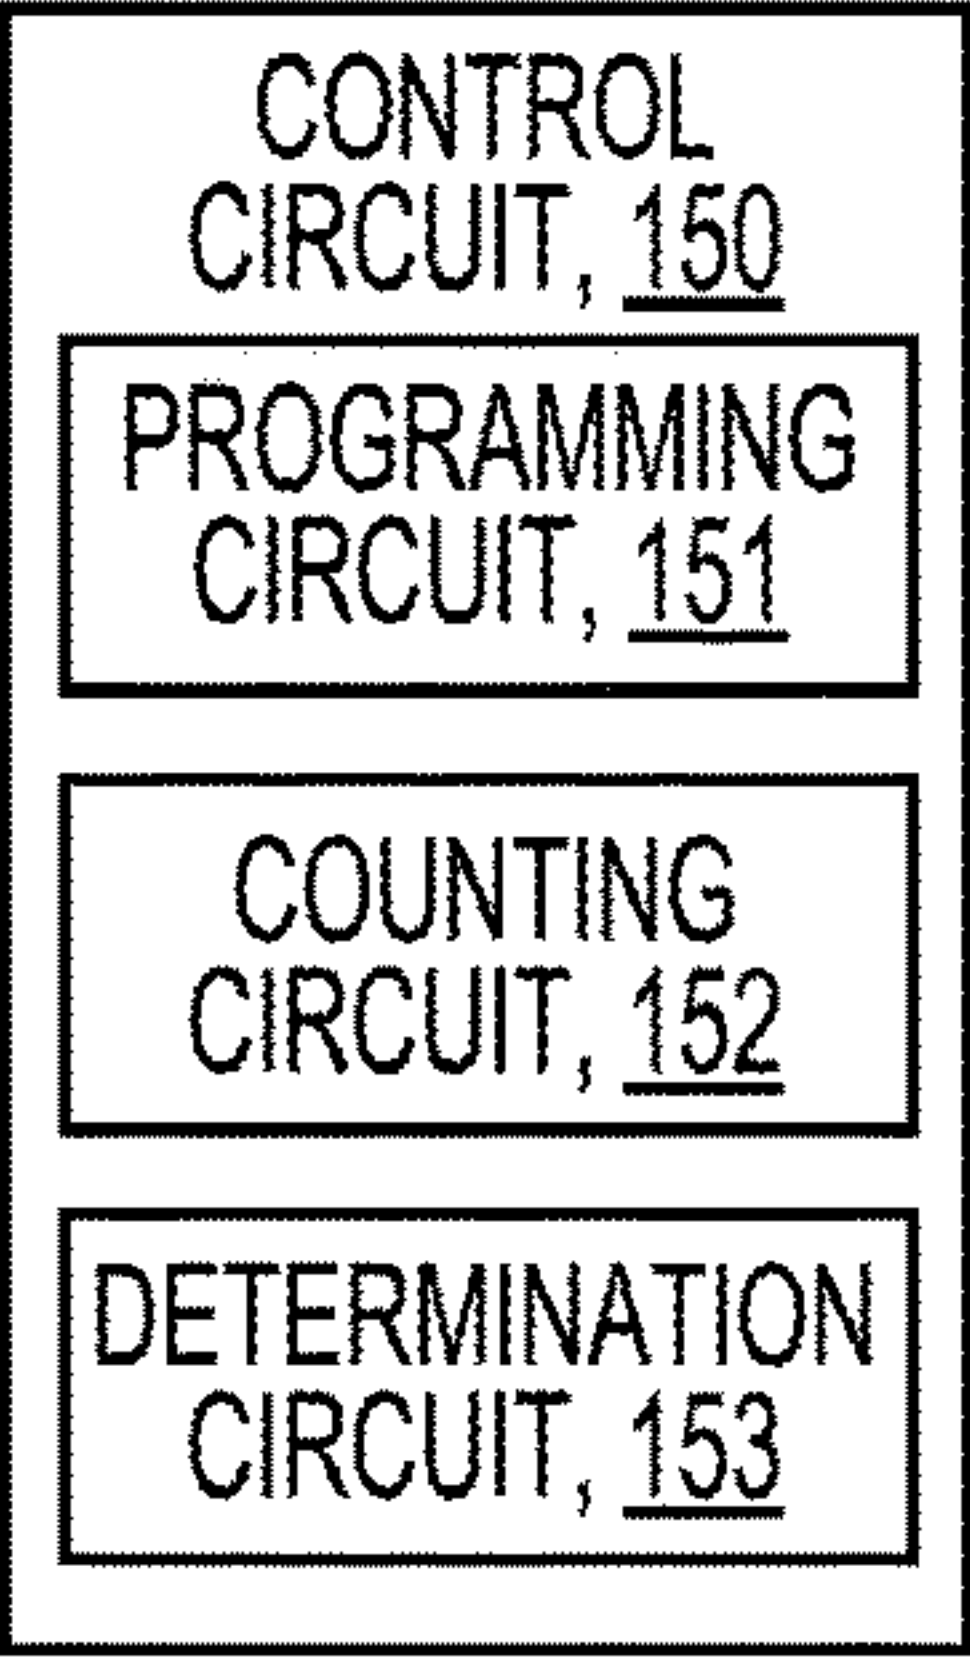 CONTROL
CIRCUIT, 150
PROGRAMMING
CIRCUIT, 151
COUNTING
CIRCUIT, 152
DETERMINATION
CIRCUIT, 153